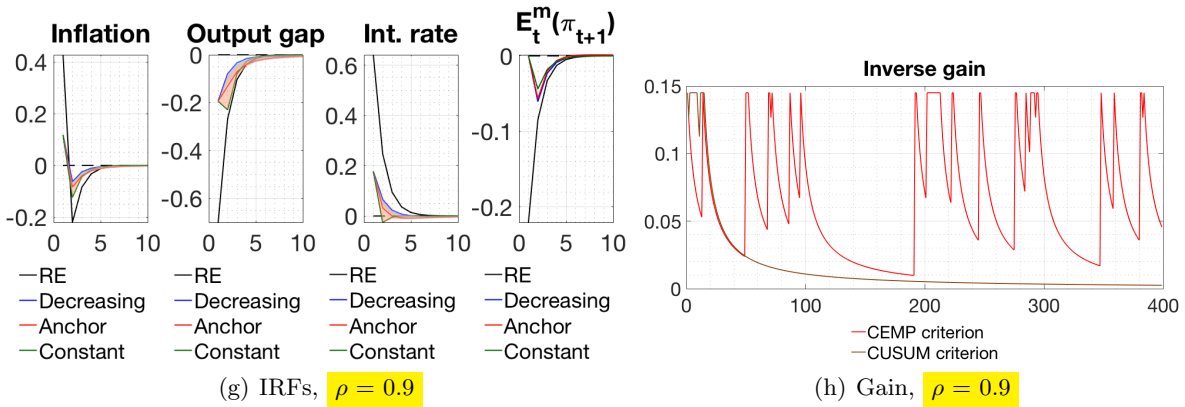 Inflation
0.4
0.2
0
-0.2
0 5 10
RE
Decreasing
Anchor
Constant
Output gap
0
-0.2
-0.4
-0.6
0 5 10
RE
Decreasing
Anchor
Constant
Int. rate
0.6
0.4
0.2
0
0 5 10
RE
Decreasing
Anchor
Constant
E_t^m(π_{t+1})
0
-0.1
-0.2
0 5 10
RE
Decreasing
Anchor
Constant
(g) IRFs, ρ = 0.9
Inverse gain
0.15
0.1
0.05
0
0 100 200 300 400
CEMP criterion
CUSUM criterion
(h) Gain, ρ = 0.9